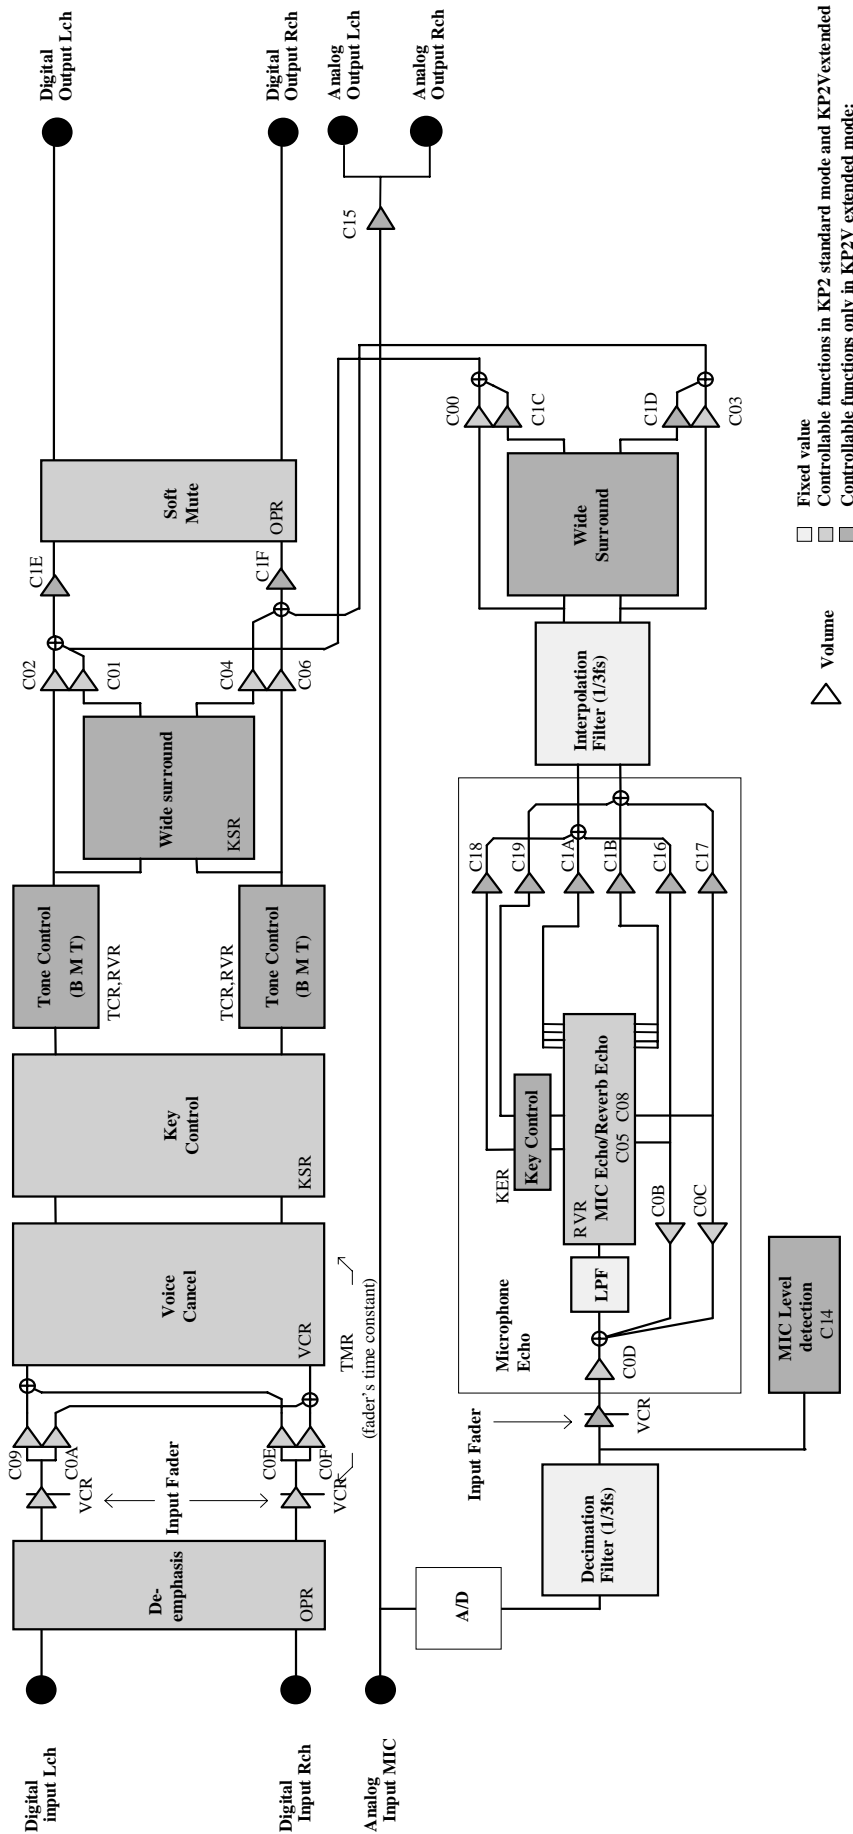 Digital
input Lch
Digital
Input Rch
Analog
Input MIC
De-
emphasis
OPR
VCR
Input Fader
VCR
C09
C0A
C0E
C0F
TMR
(fader's time constant)
Voice
Cancel
VCR
Key
Control
KSR
Tone Control
(B M T)
TCR,RVR
TCR,RVR
Tone Control
(B M T)
Wide surround
KSR
C02
C01
C04
C06
C1E
C1F
Soft
Mute
OPR
Digital
Output Lch
Digital
Output Rch
Analog
Output Lch
Analog
Output Rch
C15
A/D
Decimation
Filter (1/3fs)
Input Fader
VCR
MIC Level
detection
C14
Microphone
Echo
C0D
LPF
C0B
C0C
KER
Key Control
RVR
MIC Echo/Reverb Echo
C05 C08
C18
C19
C1A
C1B
C16
C17
Interpolation
Filter (1/3fs)
Wide
Surround
C00
C1C
C1D
C03
Volume
Fixed value
Controllable functions in KP2 standard mode and KP2Vextended
Controllable functions only in KP2V extended mode: